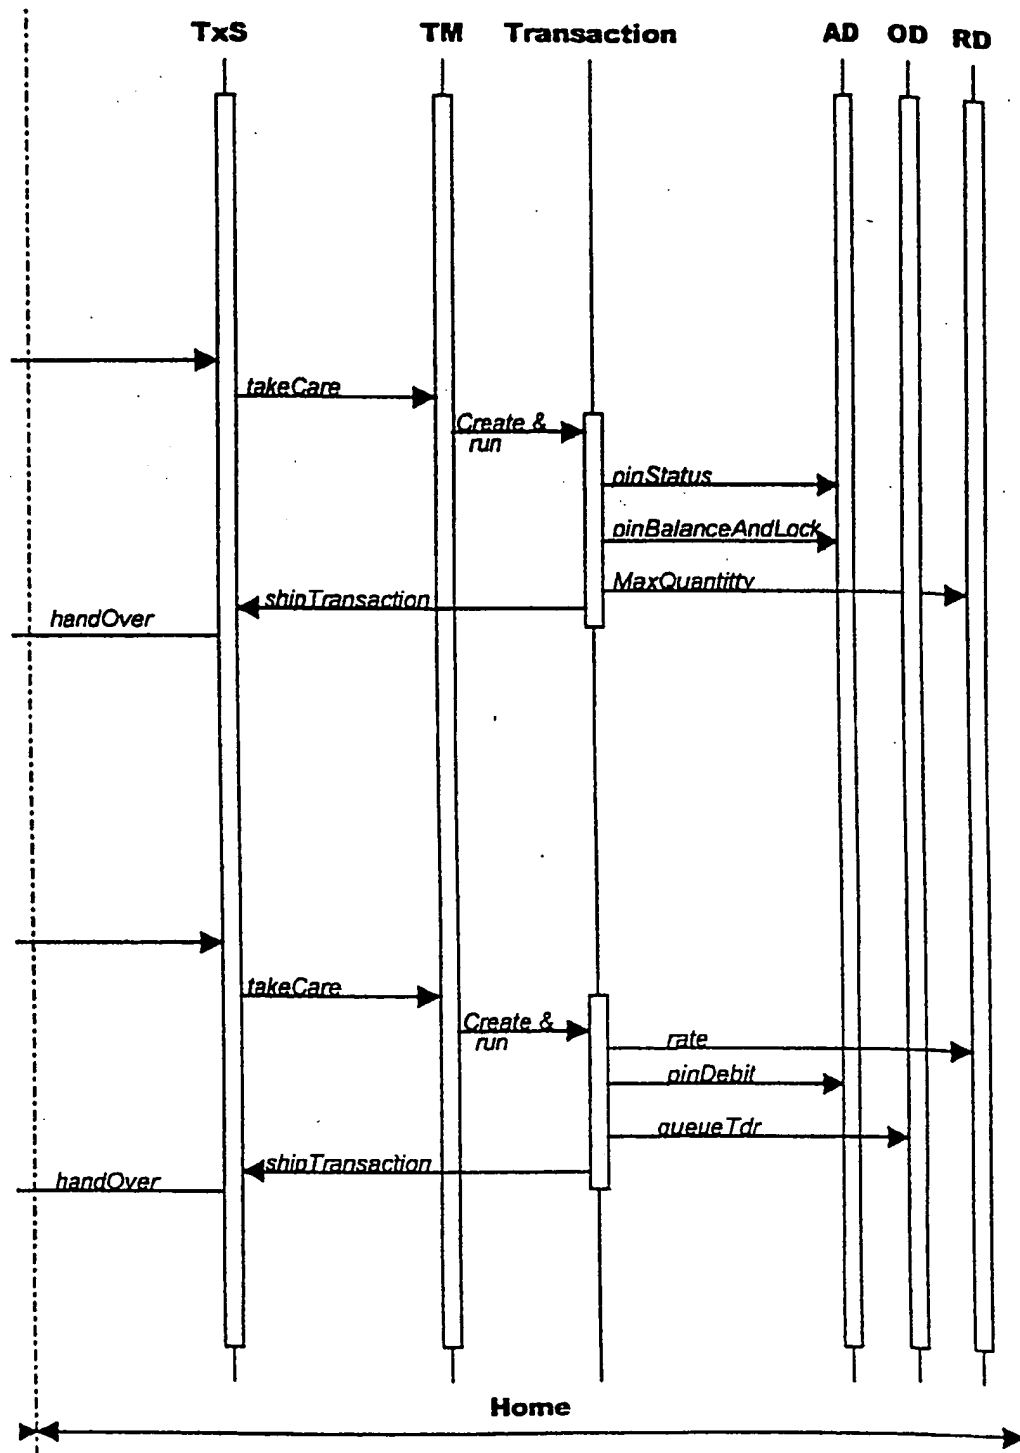 TxS TM Transaction AD OD RD
takeCare
Create &
run
pinStatus
pinBalanceAndLock
MaxQuantitty
shipTransaction
handOver
takeCare
Create &
run
rate
pinDebit
queueTdr
shipTransaction
handOver
Home